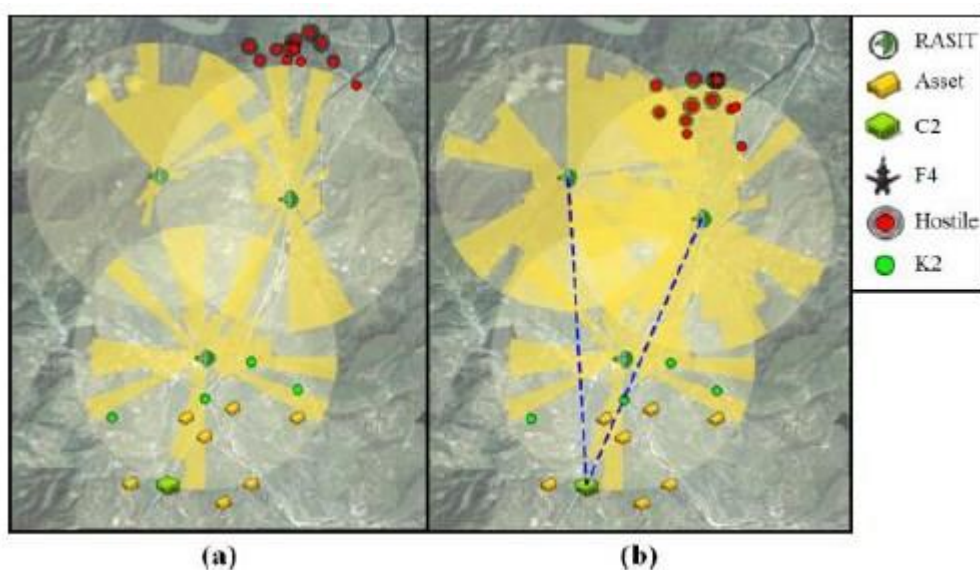 RASIT
Asset
C2
F4
Hostile
K2
(a)
(b)